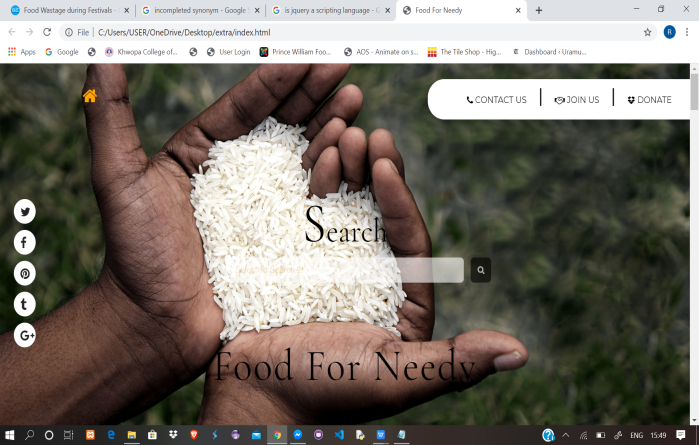 Food Wastage during Festivals -
incompleted synonym - Google S
is jquery a scripting language - G
Food For Needy
File | C:/Users/USER/OneDrive/Desktop/extra/index.html
R
Apps
Google
Khwopa College of...
User Login
Prince William Foo...
AOS - Animate on s...
The Tile Shop - Hig...
Dashboard ‹ Uramu...
CONTACT US
JOIN US
DONATE
Search
Food For Needy
ENG
15:49